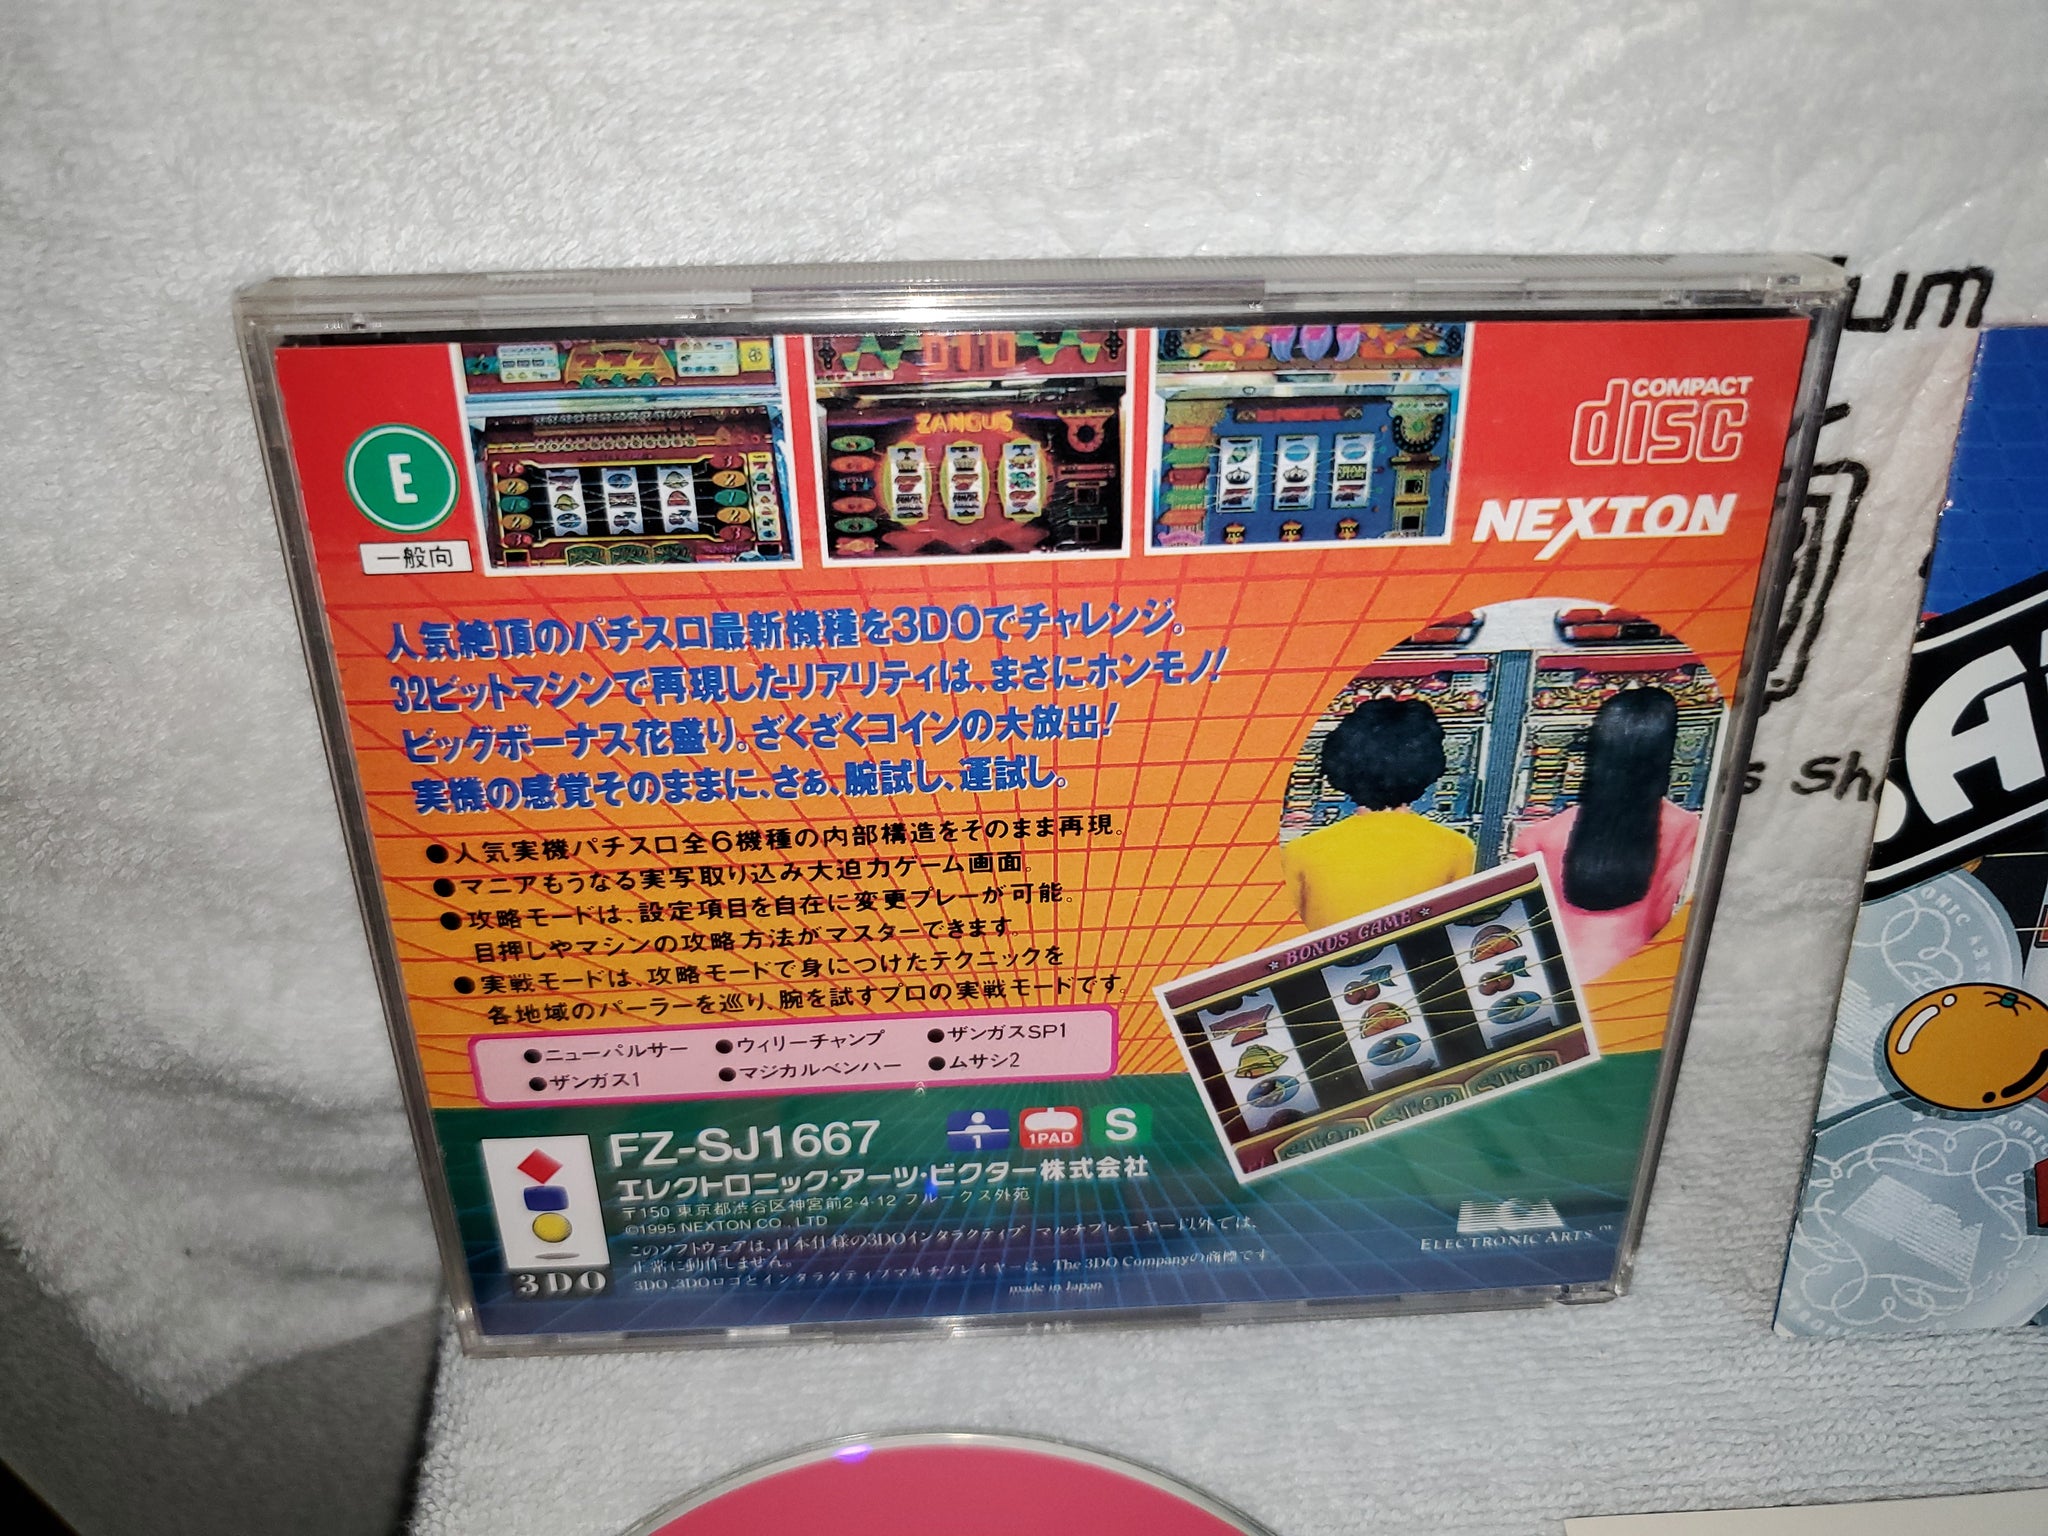 um
COMPACT
disc
NEXTON
E
一般向
ZANGUS
人気絶頂のパチスロ最新機種を3DOでチャレンジ。
32ビットマシンで再現したリアリティは、まさにホンモノ!
ビッグボーナス花盛り。ざくざくコインの大放出!
実機の感覚そのままに、さぁ、腕試し、運試し。
●人気実機パチスロ全6機種の内部構造をそのまま再現。
●マニアもうなる実写取り込み大迫力ゲーム画面。
●攻略モードは、設定項目を自在に変更プレーが可能。
目押しやマシンの攻略方法がマスターできます。
●実戦モードは、攻略モードで身につけたテクニックを
各地域のパーラーを巡り、腕を試すプロの実戦モードです。
●ニューパルサー ●ウィリーチャンプ ●ザンガスSP1
●ザンガス1 ●マジカルベンハー ●ムサシ2
BONUS GAME
STOP STOP STOP
FZ-SJ1667
1
1PAD
S
エレクトロニック・アーツ・ビクター株式会社
〒150 東京都渋谷区神宮前2-4-12 フルークス外苑
©1995 NEXTON CO., LTD
このソフトウェアは、日本仕様の3DOインタラクティブ マルチプレーヤー以外では、
正常に動作しません。
3DO、3DOロゴとインタラクティブマルチプレイヤーは、The 3DO Companyの商標です。
made in Japan
3DO
ELECTRONIC ARTS
s Sh